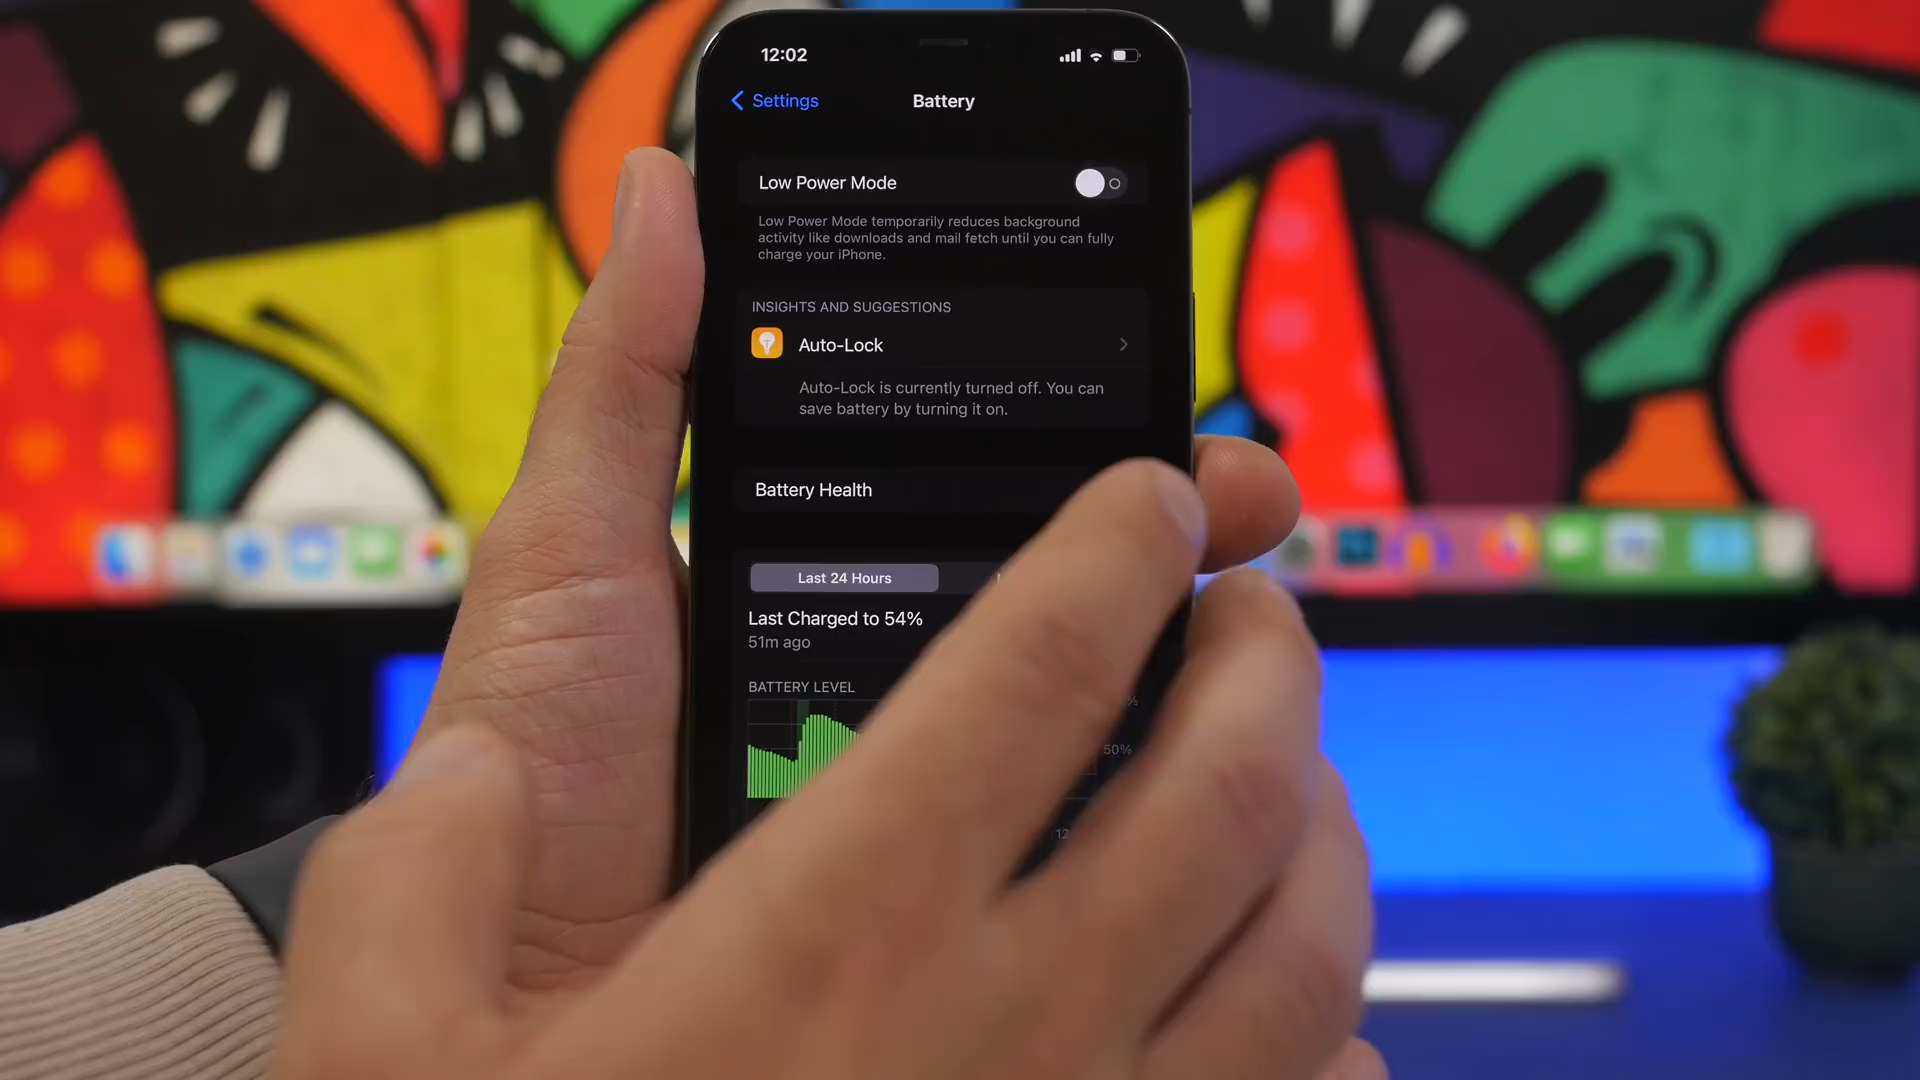 12:02
Settings
Battery
Low Power Mode
Low Power Mode temporarily reduces background
activity like downloads and mail fetch until you can fully
charge your iPhone.
INSIGHTS AND SUGGESTIONS
Auto-Lock
Auto-Lock is currently turned off. You can
save battery by turning it on.
Battery Health
Last 24 Hours
Last Charged to 54%
51m ago
BATTERY LEVEL
%
50%
12